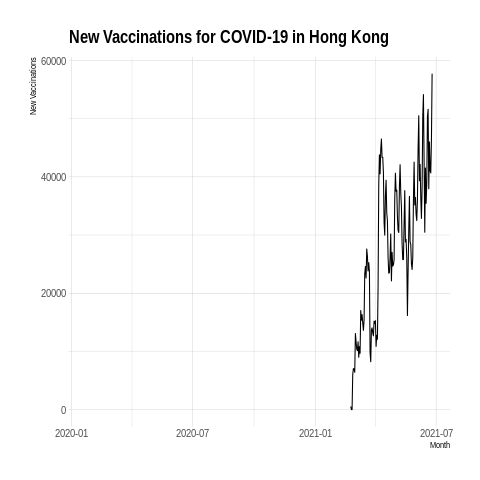 New Vaccinations for COVID-19 in Hong Kong
New Vaccinations
60000
40000
20000
0
2020-01
2020-07
2021-01
2021-07
Month